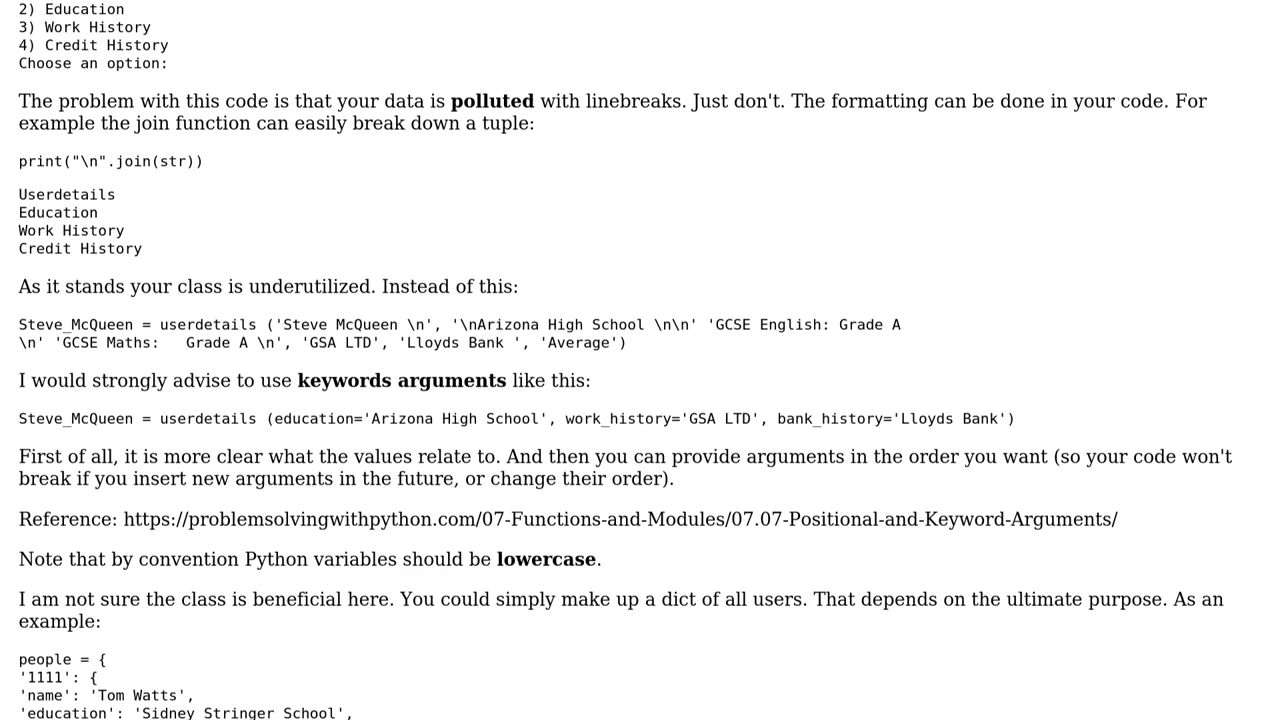 2) Education
3) Work History
4) Credit History
Choose an option:
The problem with this code is that your data is polluted with linebreaks. Just don't. The formatting can be done in your code. For
example the join function can easily break down a tuple:
print("\n".join(str))
Userdetails
Education
Work History
Credit History
As it stands your class is underutilized. Instead of this:
Steve_McQueen = userdetails ('Steve McQueen \n', '\nArizona High School \n\n' 'GCSE English: Grade A
\n' 'GCSE Maths:   Grade A \n', 'GSA LTD', 'Lloyds Bank ', 'Average')
I would strongly advise to use keywords arguments like this:
Steve_McQueen = userdetails (education='Arizona High School', work_history='GSA LTD', bank_history='Lloyds Bank')
First of all, it is more clear what the values relate to. And then you can provide arguments in the order you want (so your code won't
break if you insert new arguments in the future, or change their order).
Reference: https://problemsolvingwithpython.com/07-Functions-and-Modules/07.07-Positional-and-Keyword-Arguments/
Note that by convention Python variables should be lowercase.
I am not sure the class is beneficial here. You could simply make up a dict of all users. That depends on the ultimate purpose. As an
example:
people = {
'1111': {
'name': 'Tom Watts',
'education': 'Sidney Stringer School',